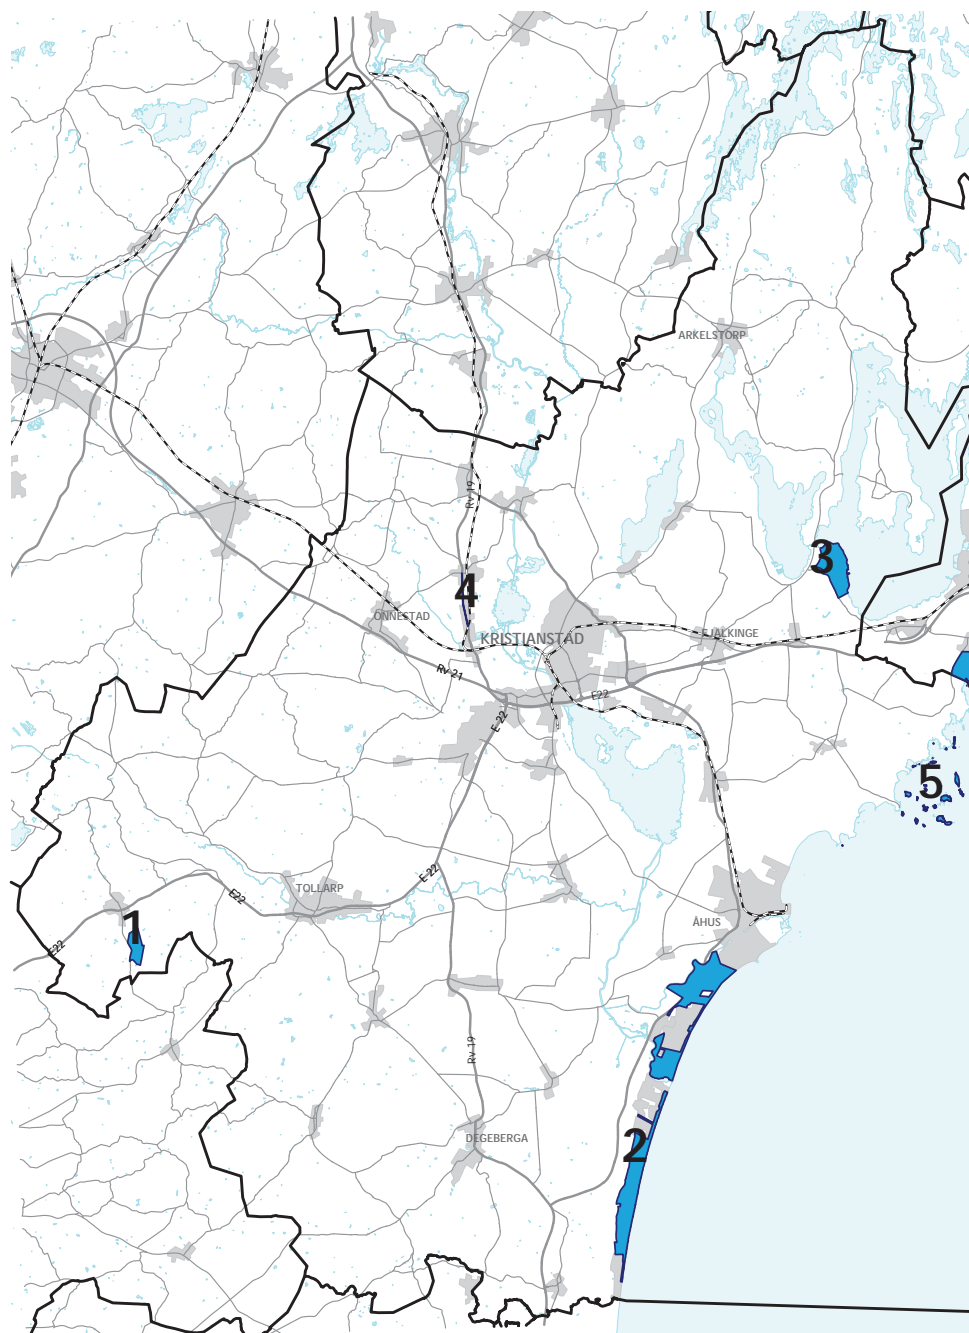 ARKELSTORP
Rv 19
3
4
ÖNNESTAD
KRISTIANSTAD
FJÄLKINGE
Rv 21
E22
E 22
5
E 22
TOLLARP
E22
1
E22
ÅHUS
Rv 19
DEGEBERGA
2